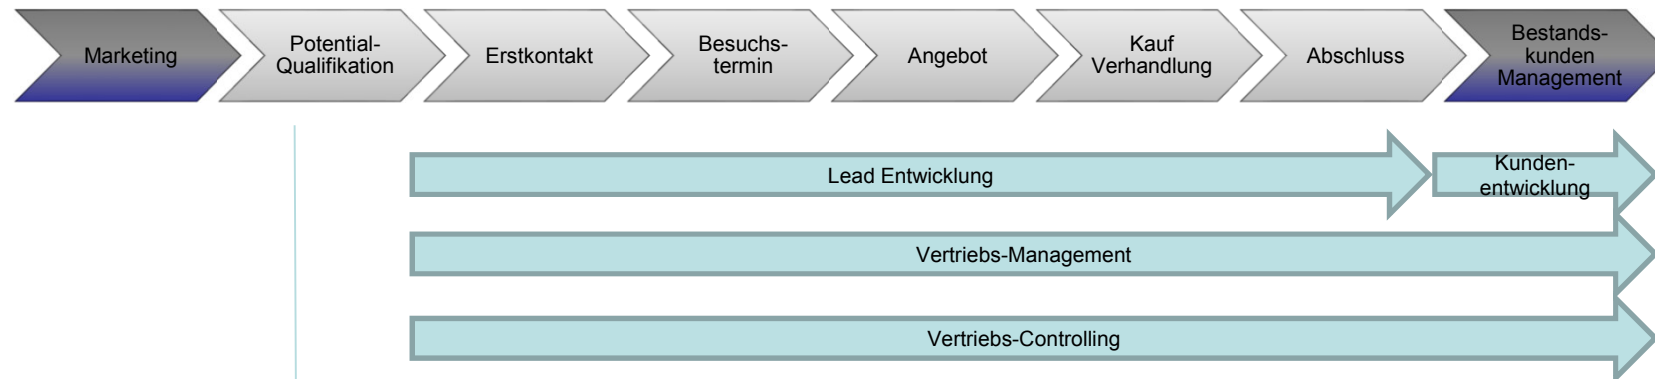 Marketing
Potential-
Qualifikation
Erstkontakt
Besuchs-
termin
Angebot
Kauf
Verhandlung
Abschluss
Bestands-
kunden
Management
Lead Entwicklung
Kunden-
entwicklung
Vertriebs-Management
Vertriebs-Controlling